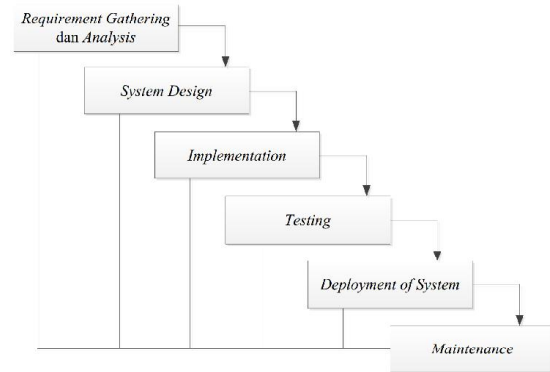 Requirement Gathering
dan Analysis
System Design
Implementation
Testing
Deployment of System
Maintenance